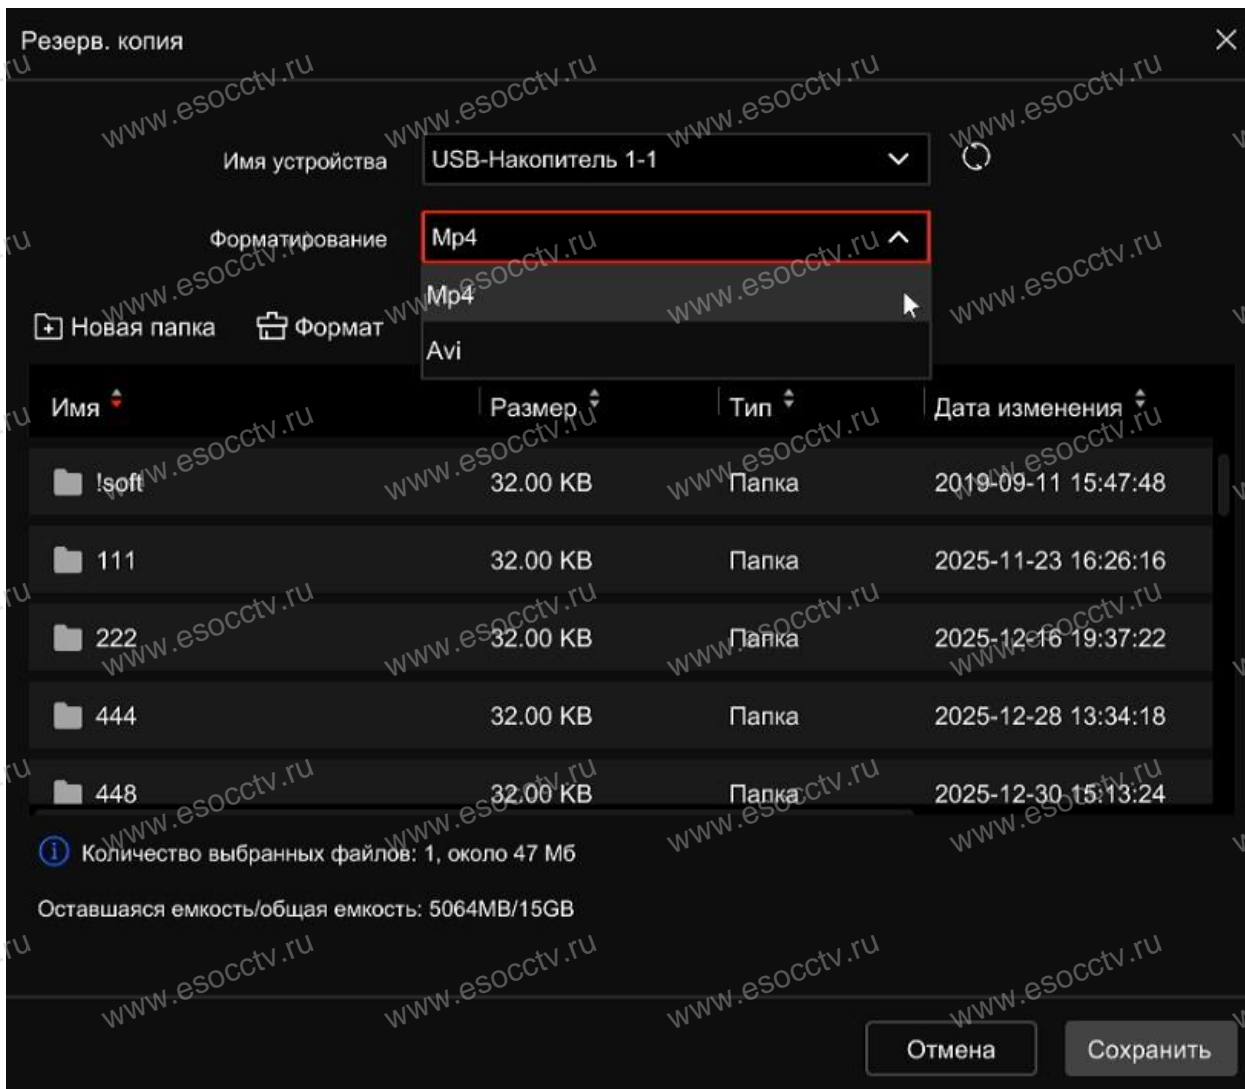 Резерв. копия
Имя устройства
USB-Накопитель 1-1
Форматирование
Mp4
Mp4
Avi
Новая папка
Формат
Имя Размер Тип Дата изменения
!soft 32.00 KB Папка 2019-09-11 15:47:48
111 32.00 KB Папка 2025-11-23 16:26:16
222 32.00 KB Папка 2025-12-16 19:37:22
444 32.00 KB Папка 2025-12-28 13:34:18
448 32.00 KB Папка 2025-12-30 15:13:24
Количество выбранных файлов: 1, около 47 Мб
Оставшаяся емкость/общая емкость: 5064MB/15GB
Отмена Сохранить
www.esocctv.ru